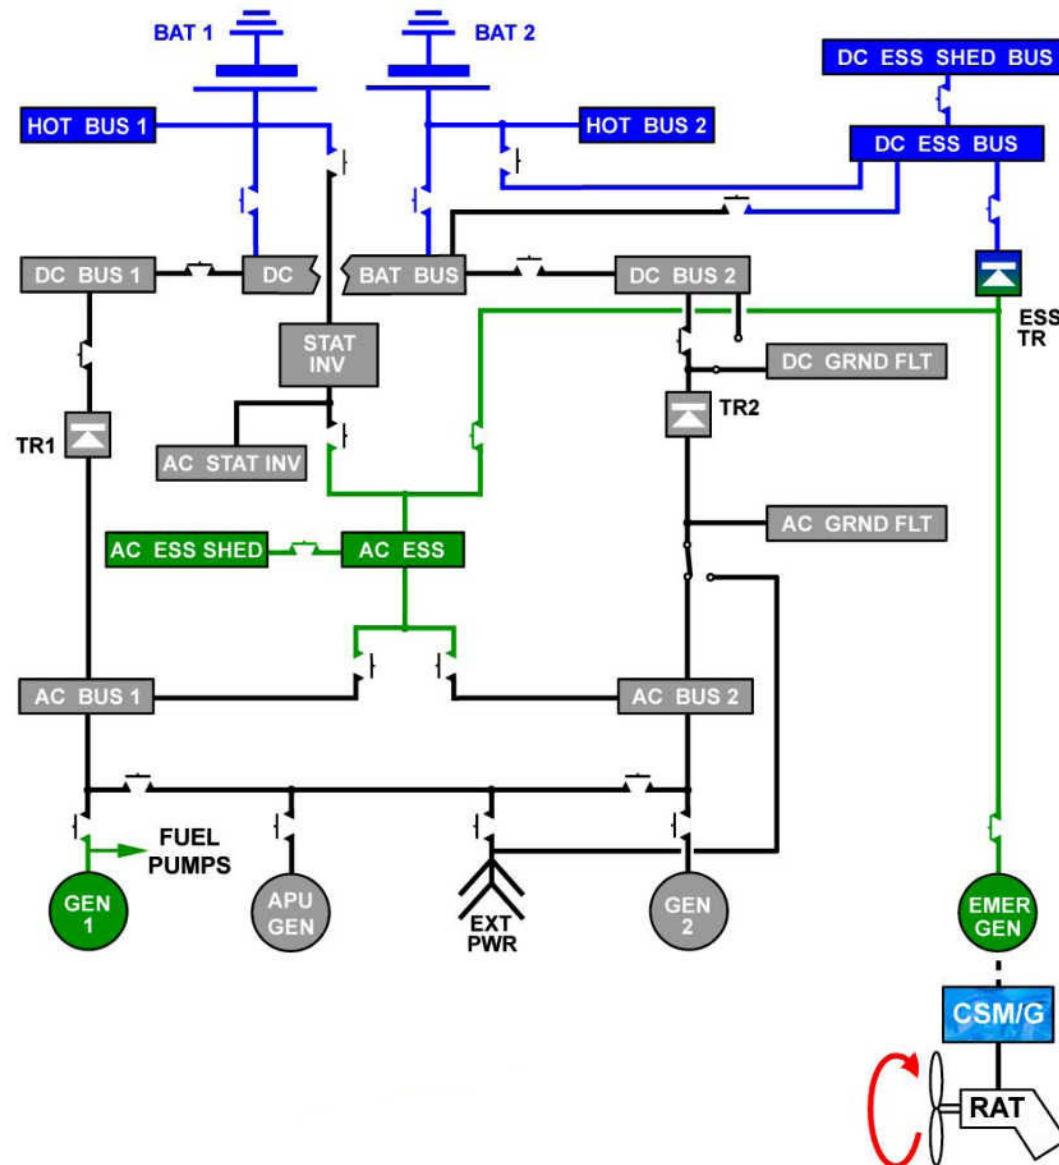 BAT 1
BAT 2
DC ESS SHED BUS
HOT BUS 1
HOT BUS 2
DC ESS BUS
DC BUS 1
DC
BAT BUS
DC BUS 2
ESS
TR
STAT
INV
DC GRND FLT
TR1
TR2
AC STAT INV
AC GRND FLT
AC ESS SHED
AC ESS
AC BUS 1
AC BUS 2
FUEL
PUMPS
GEN
1
APU
GEN
EXT
PWR
GEN
2
EMER
GEN
CSM/G
RAT